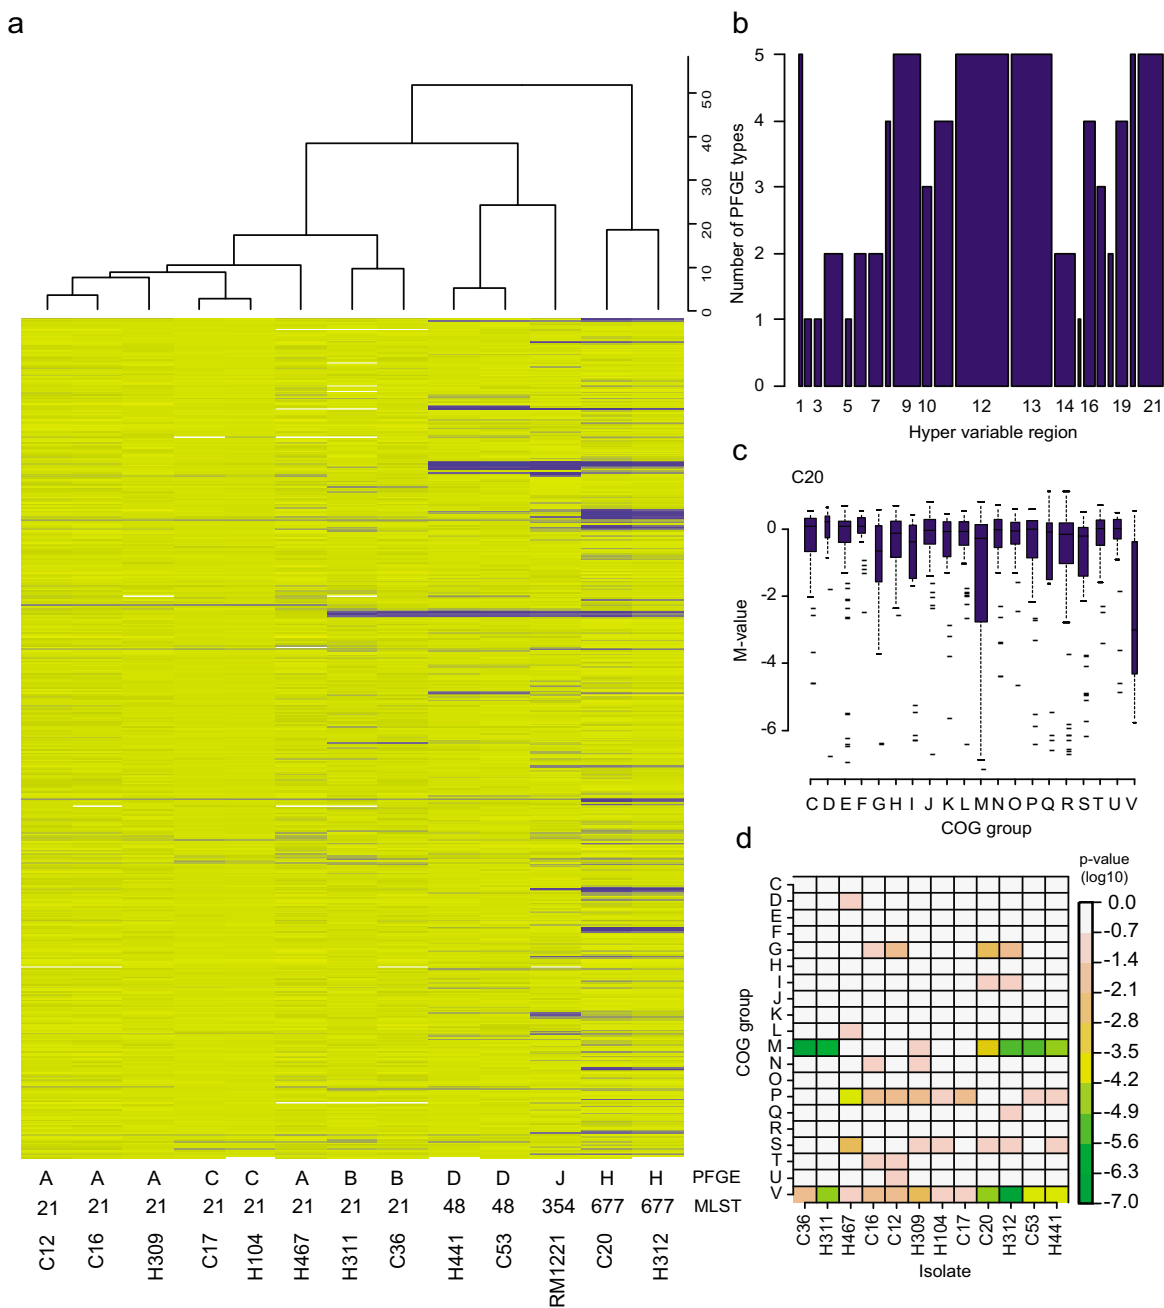 a
50
40
30
20
10
0
A A A C C A B B D D J H H PFGE
21 21 21 21 21 21 21 21 48 48 354 677 677 MLST
C12 C16 H309 C17 H104 H467 H311 C36 H441 C53 RM1221 C20 H312
b
Number of PFGE types
5
4
3
2
1
0
1 3 5 7 9 10 12 13 14 16 19 21
Hyper variable region
c
C20
M-value
0
-2
-4
-6
C D E F G H I J K L M N O P Q R S T U V
COG group
d
COG group
C
D
E
F
G
H
I
J
K
L
M
N
O
P
Q
R
S
T
U
V
C36 H311 H467 C16 C12 H309 H104 C17 C20 H312 C53 H441
Isolate
p-value
(log10)
0.0
-0.7
-1.4
-2.1
-2.8
-3.5
-4.2
-4.9
-5.6
-6.3
-7.0